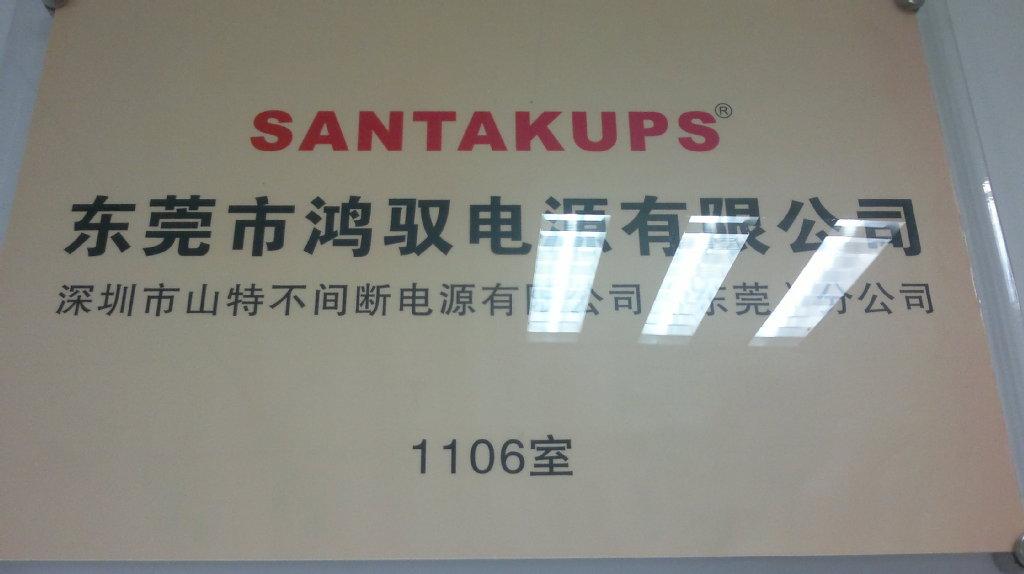 SANTAKUPS®
东莞市鸿驭电源有限公司
深圳市山特不间断电源有限公司 东莞 分公司
1106室